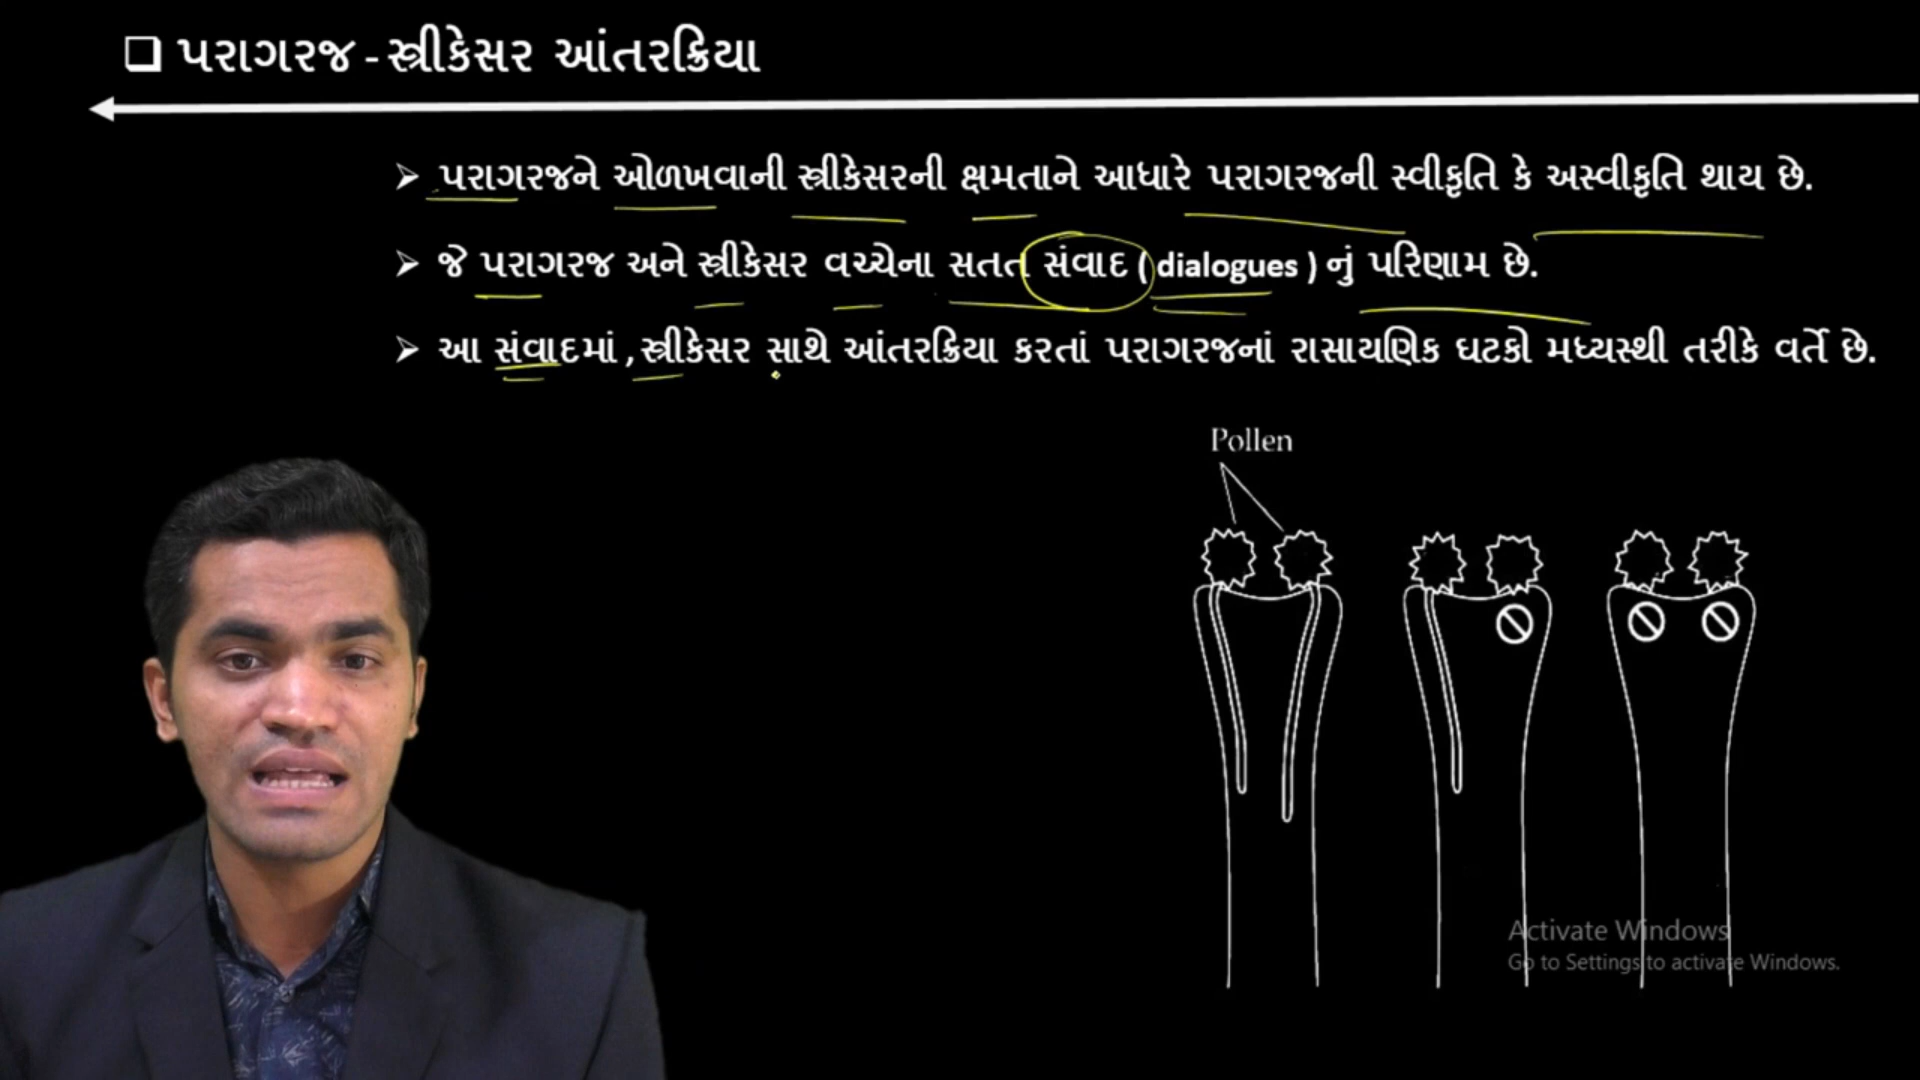 ❑ પરાગરજ - સ્ત્રીકેસર આંતરક્રિયા
➢ પરાગરજને ઓળખવાની સ્ત્રીકેસરની ક્ષમતાને આધારે પરાગરજની સ્વીકૃતિ કે અસ્વીકૃતિ થાય છે.
➢ જે પરાગરજ અને સ્ત્રીકેસર વચ્ચેના સતત સંવાદ ( dialogues ) નું પરિણામ છે.
➢ આ સંવાદમાં , સ્ત્રીકેસર સાથે આંતરક્રિયા કરતાં પરાગરજનાં રાસાયણિક ઘટકો મધ્યસ્થી તરીકે વર્તે છે.
Pollen
Activate Windows
Go to Settings to activate Windows.